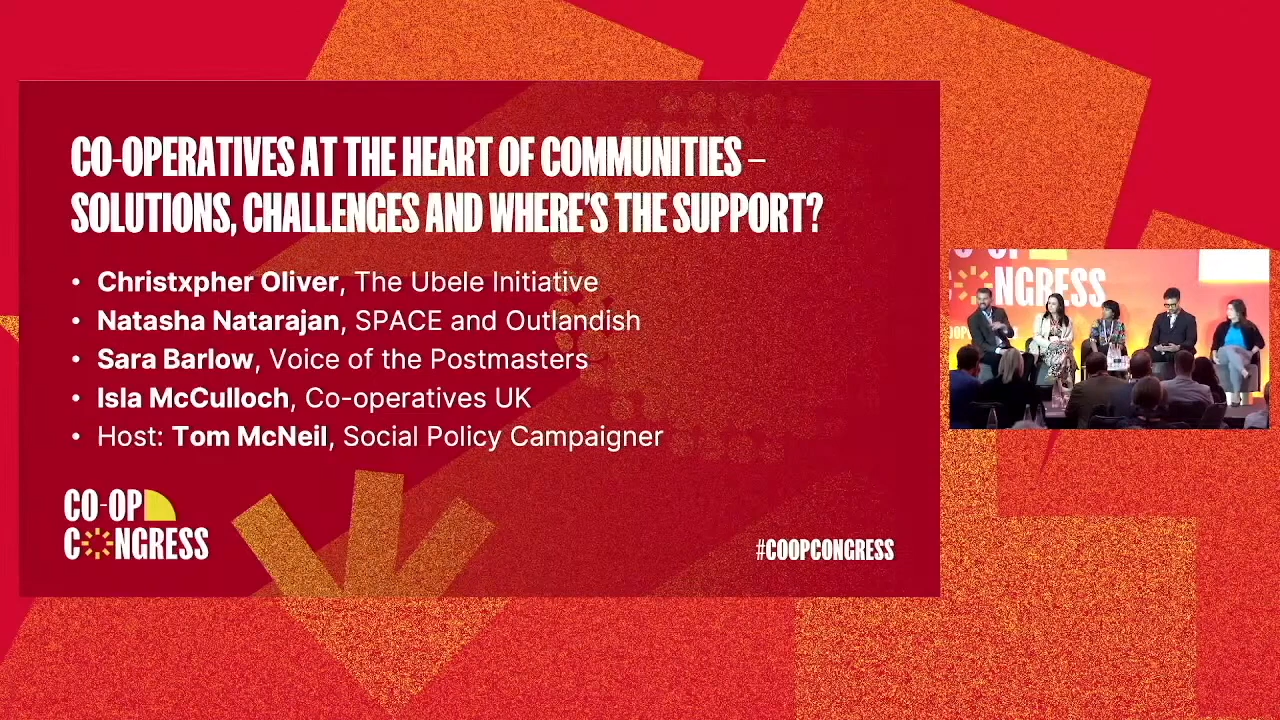 CO-OPERATIVES AT THE HEART OF COMMUNITIES –
SOLUTIONS, CHALLENGES AND WHERE'S THE SUPPORT?
• Christxpher Oliver, The Ubele Initiative
• Natasha Natarajan, SPACE and Outlandish
• Sara Barlow, Voice of the Postmasters
• Isla McCulloch, Co-operatives UK
• Host: Tom McNeil, Social Policy Campaigner
CO-OP
CONGRESS
#COOPCONGRESS
NGRESS